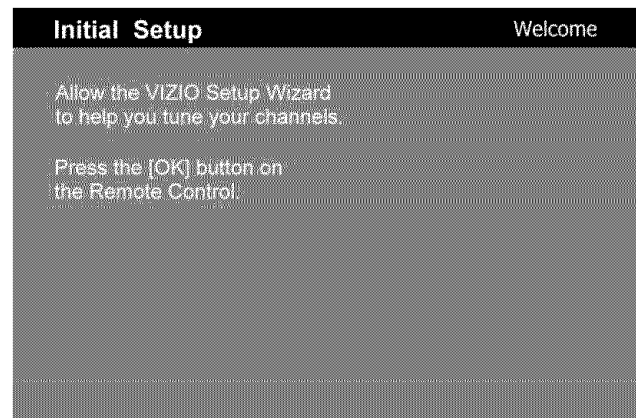 Initial Setup
Welcome
Allow the VIZIO Setup Wizard
to help you tune your channels.
Press the [OK] button on
the Remote Control.